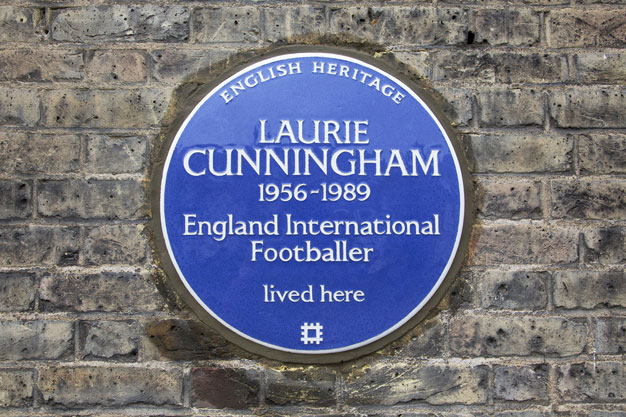 ENGLISH HERITAGE
LAURIE
CUNNINGHAM
1956-1989
England International
Footballer
lived here